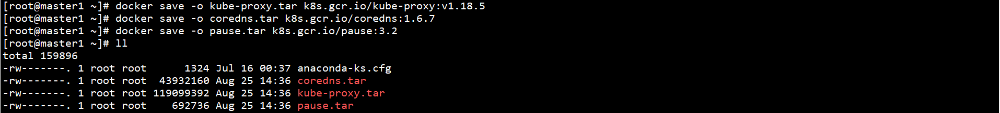 [root@master1 ~]# docker save -o kube-proxy.tar k8s.gcr.io/kube-proxy:v1.18.5
[root@master1 ~]# docker save -o coredns.tar k8s.gcr.io/coredns:1.6.7
[root@master1 ~]# docker save -o pause.tar k8s.gcr.io/pause:3.2
[root@master1 ~]# ll
total 159896
-rw-------. 1 root root      1324 Jul 16 00:37 anaconda-ks.cfg
-rw-------. 1 root root  43932160 Aug 25 14:36 coredns.tar
-rw-------. 1 root root 119099392 Aug 25 14:36 kube-proxy.tar
-rw-------. 1 root root    692736 Aug 25 14:36 pause.tar